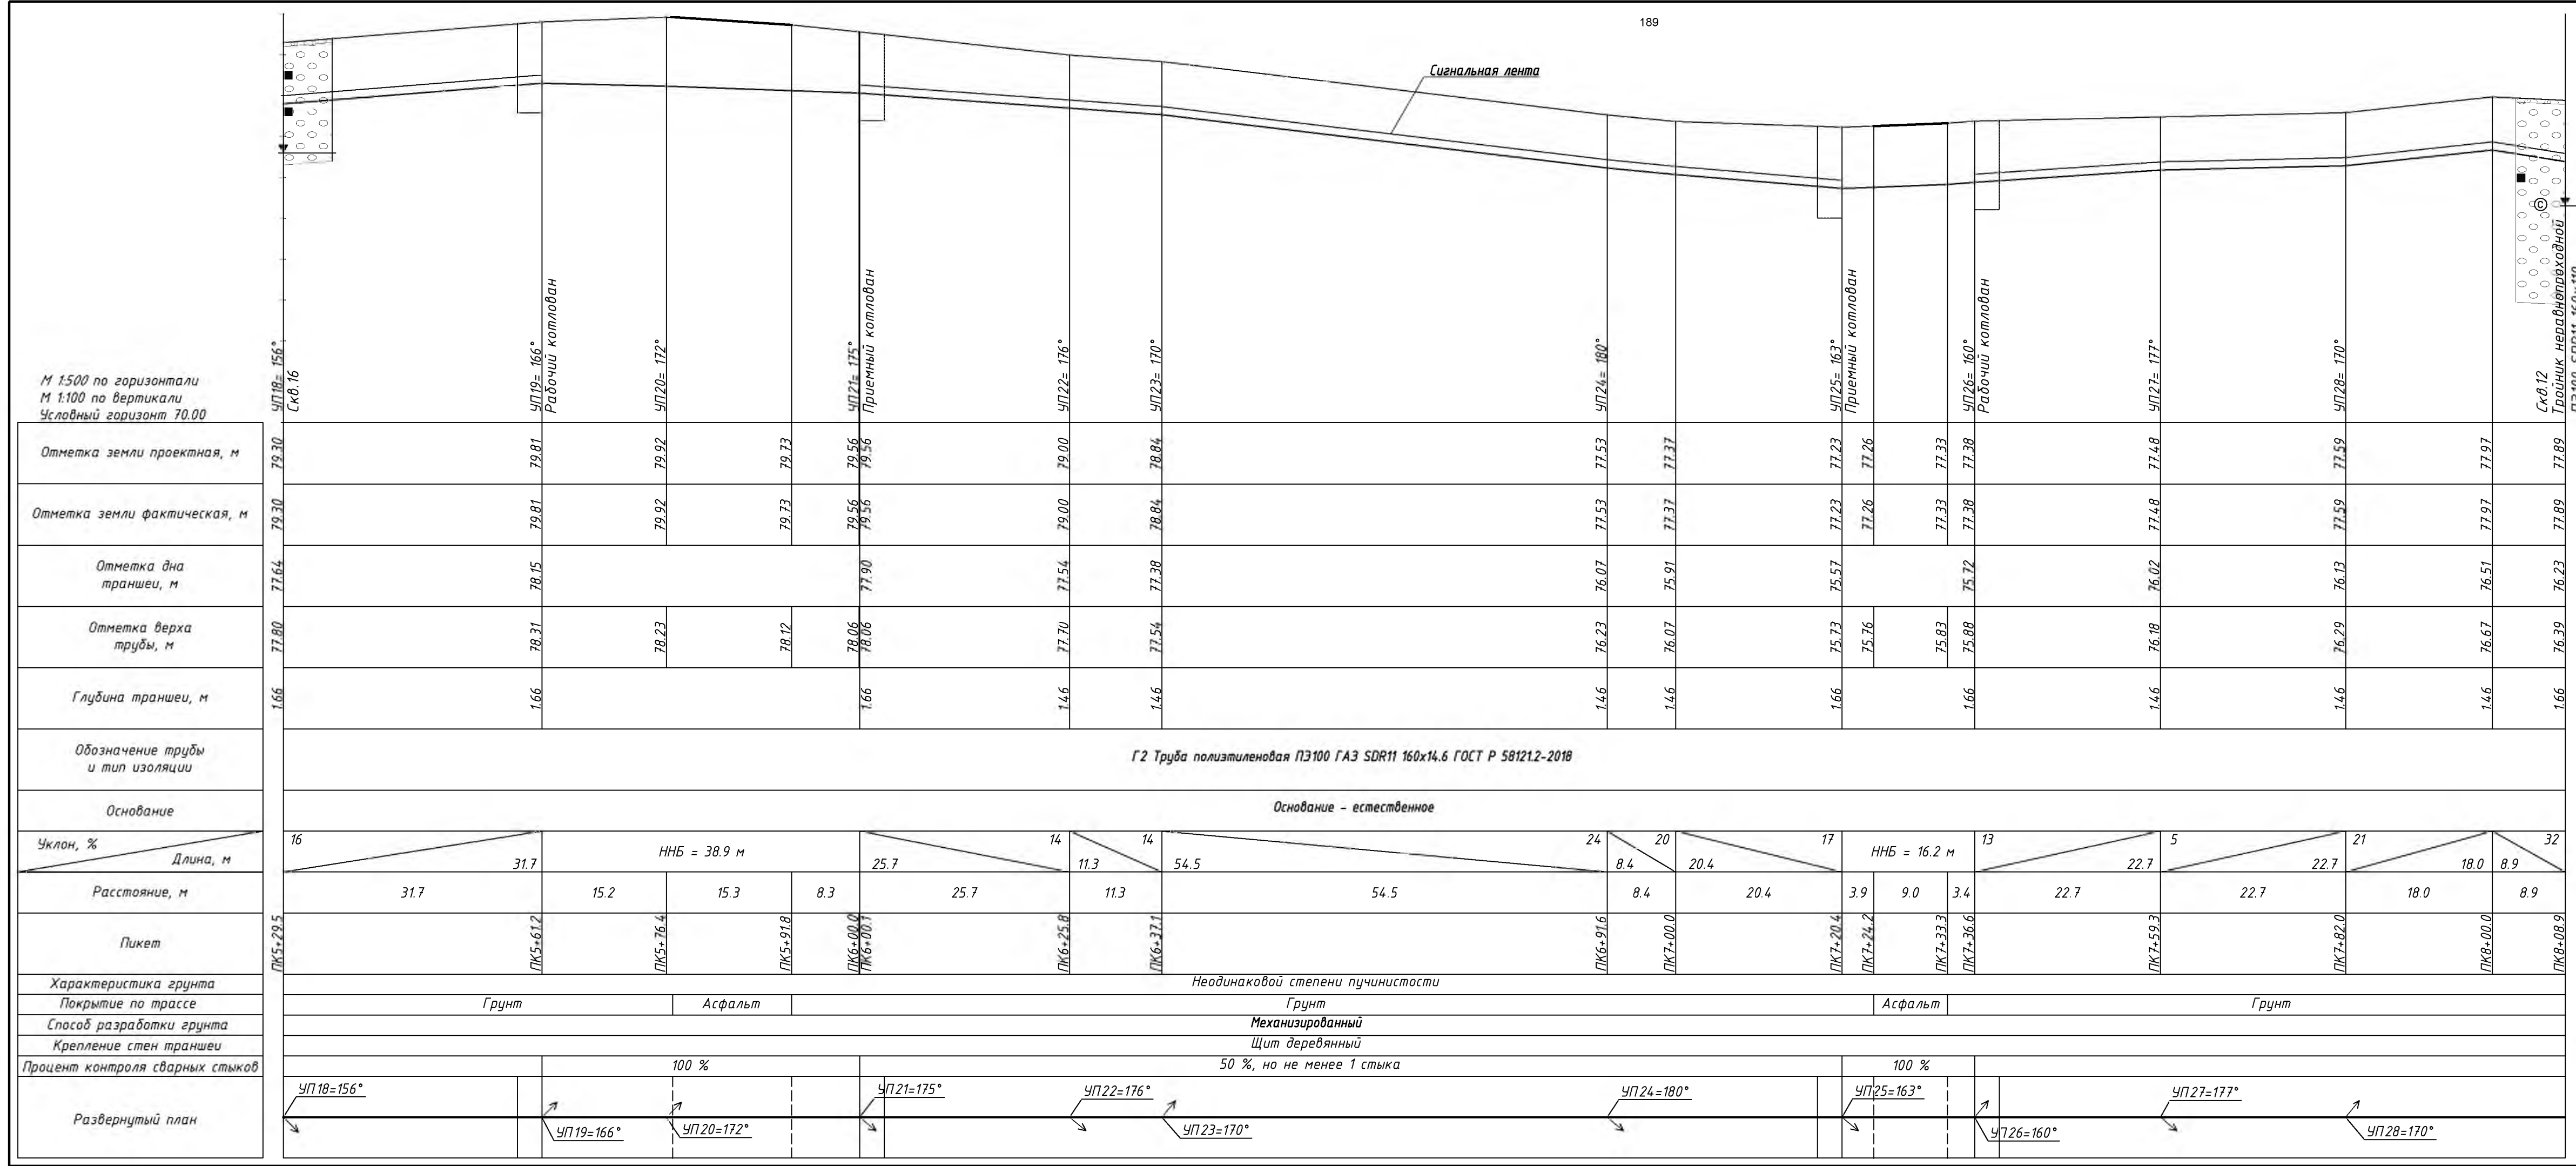 189
Сигнальная лента
М 1:500 по горизонтали
М 1:100 по вертикали
Условный горизонт 70.00
УП18= 156°
Скв.16
УП19= 166°
Рабочий котлован
УП20= 172°
УП21= 175°
Приемный котлован
УП22= 176°
УП23= 170°
УП24= 180°
УП25= 163°
Приемный котлован
УП26= 160°
Рабочий котлован
УП27= 177°
УП28= 170°
Скв.12
Тройник неравнопроходной
ПЭ100 SDR11 160х110
Отметка земли проектная, м
79.30 79.81 79.92 79.73 79.56 79.56 79.00 78.84 77.53 77.37 77.23 77.26 77.33 77.38 77.48 77.59 77.97 77.89
Отметка земли фактическая, м
79.30 79.81 79.92 79.73 79.56 79.56 79.00 78.84 77.53 77.37 77.23 77.26 77.33 77.38 77.48 77.59 77.97 77.89
Отметка дна
траншеи, м
77.64 78.15 77.90 77.54 77.38 76.07 75.91 75.57 75.72 76.02 76.13 76.51 76.23
Отметка верха
трубы, м
77.80 78.31 78.23 78.12 78.06 78.06 77.70 77.54 76.23 76.07 75.73 75.76 75.83 75.88 76.18 76.29 76.67 76.39
Глубина траншеи, м
1.66 1.66 1.66 1.46 1.46 1.46 1.46 1.66 1.66 1.46 1.46 1.46 1.66
Обозначение трубы
и тип изоляции
Г2 Труба полиэтиленовая ПЭ100 ГАЗ SDR11 160х14.6 ГОСТ Р 58121.2-2018
Основание
Основание - естественное
Уклон, %
Длина, м
16 31.7
ННБ = 38.9 м
14 25.7
14 11.3
24 54.5
20 8.4
17 20.4
ННБ = 16.2 м
13 22.7
5 22.7
21 18.0
32 8.9
Расстояние, м
31.7 15.2 15.3 8.3 25.7 11.3 54.5 8.4 20.4 3.9 9.0 3.4 22.7 22.7 18.0 8.9
Пикет
ПК5+29.5 ПК5+61.2 ПК5+76.4 ПК5+91.8 ПК6+00.0 ПК6+00.1 ПК6+25.8 ПК6+37.1 ПК6+91.6 ПК7+00.0 ПК7+20.4 ПК7+24.2 ПК7+33.3 ПК7+36.6 ПК7+59.3 ПК7+82.0 ПК8+00.0 ПК8+08.9
Характеристика грунта
Неодинаковой степени пучинистости
Покрытие по трассе
Грунт Асфальт Грунт Асфальт Грунт
Способ разработки грунта
Механизированный
Крепление стен траншеи
Щит деревянный
Процент контроля сварных стыков
100 % 50 %, но не менее 1 стыка 100 %
Развернутый план
УП18=156°
УП19=166°
УП20=172°
УП21=175°
УП22=176°
УП23=170°
УП24=180°
УП25=163°
УП26=160°
УП27=177°
УП28=170°
С